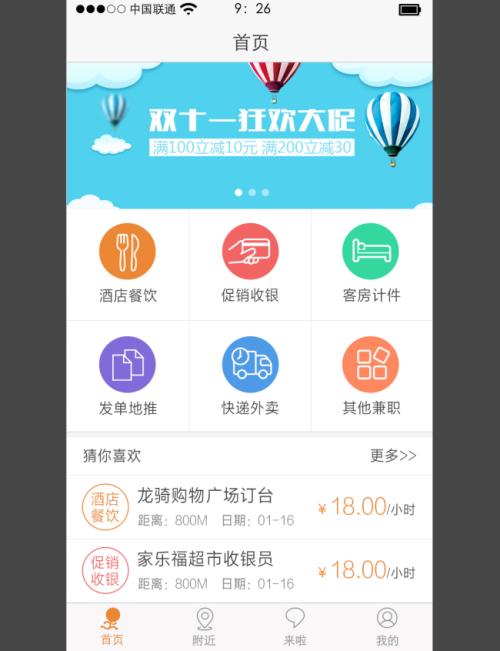 中国联通 9: 26
首页
双十一狂欢大促
满100立减10元 满200立减30
酒店餐饮 促销收银 客房计件
发单地推 快递外卖 其他兼职
猜你喜欢 更多>>
酒店
餐饮
龙骑购物广场订台
距离: 800M 日期: 01-16
¥ 18.00/小时
促销
收银
家乐福超市收银员
距离: 800M 日期: 01-16
¥ 18.00/小时
首页 附近 来啦 我的